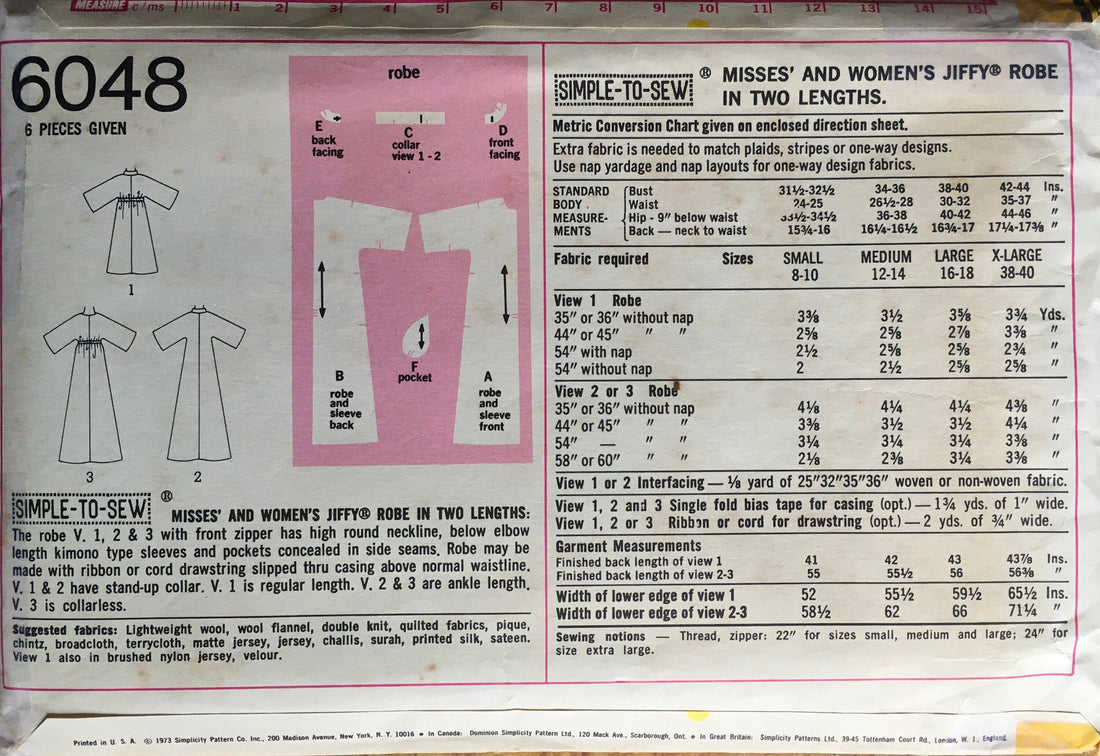 MEASURE c/ms 1 2 3 4 5 6 7 8 9 10 11 12 13 14 15
6048
6 PIECES GIVEN
1
3 2
robe
E
back
facing
C
collar
view 1 - 2
D
front
facing
B
robe
and
sleeve
back
F
pocket
A
robe
and
sleeve
front
SIMPLE-TO-SEW ® MISSES' AND WOMEN'S JIFFY® ROBE IN TWO LENGTHS:
The robe V. 1, 2 & 3 with front zipper has high round neckline, below elbow
length kimono type sleeves and pockets concealed in side seams. Robe may be
made with ribbon or cord drawstring slipped thru casing above normal waistline.
V. 1 & 2 have stand-up collar. V. 1 is regular length. V. 2 & 3 are ankle length.
V. 3 is collarless.
Suggested fabrics: Lightweight wool, wool flannel, double knit, quilted fabrics, pique,
chintz, broadcloth, terrycloth, matte jersey, jersey, challis, surah, printed silk, sateen.
View 1 also in brushed nylon jersey, velour.
SIMPLE-TO-SEW ® MISSES' AND WOMEN'S JIFFY® ROBE
IN TWO LENGTHS.
Metric Conversion Chart given on enclosed direction sheet.
Extra fabric is needed to match plaids, stripes or one-way designs.
Use nap yardage and nap layouts for one-way design fabrics.
STANDARD Bust 31½-32½ 34-36 38-40 42-44 Ins.
BODY Waist 24-25 26½-28 30-32 35-37 "
MEASURE- Hip - 9" below waist 33½-34½ 36-38 40-42 44-46 "
MENTS Back — neck to waist 15¾-16 16¼-16½ 16¾-17 17¼-17⅜ "
Fabric required Sizes SMALL MEDIUM LARGE X-LARGE
8-10 12-14 16-18 38-40
View 1 Robe
35" or 36" without nap 3⅜ 3½ 3⅝ 3¾ Yds.
44" or 45" " " 2⅝ 2⅝ 2⅞ 3⅜ "
54" with nap 2½ 2⅝ 2⅝ 2¾ "
54" without nap 2 2½ 2⅝ 2⅝ "
View 2 or 3 Robe
35" or 36" without nap 4⅛ 4¼ 4¼ 4⅜ "
44" or 45" " " 3⅜ 3½ 3½ 4¼ "
54" — " " 3¼ 3¼ 3¼ 3⅜ "
58" or 60" " " 2⅛ 2⅜ 3¼ 3⅜ "
View 1 or 2 Interfacing — ⅛ yard of 25"32"35"36" woven or non-woven fabric.
View 1, 2 and 3 Single fold bias tape for casing (opt.) — 1¾ yds. of 1" wide.
View 1, 2 or 3 Ribbon or cord for drawstring (opt.) — 2 yds. of ¾" wide.
Garment Measurements
Finished back length of view 1 41 42 43 43⅞ Ins.
Finished back length of view 2-3 55 55½ 56 56⅜ "
Width of lower edge of view 1 52 55½ 59½ 65½ Ins.
Width of lower edge of view 2-3 58½ 62 66 71¼ "
Sewing notions — Thread, zipper: 22" for sizes small, medium and large; 24" for
size extra large.
Printed in U. S. A. © 1973 Simplicity Pattern Co. Inc., 200 Madison Avenue, New York, N. Y. 10016 • In Canada: Dominion Simplicity Pattern Ltd., 120 Mack Ave., Scarborough, Ont. • In Great Britain: Simplicity Patterns Ltd., 39-45 Tottenham Court Rd., London, W. 1., England.